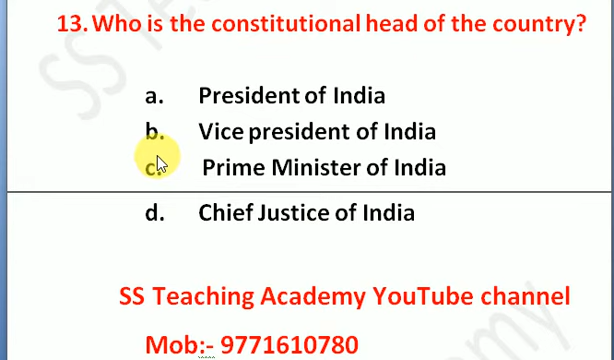 13. Who is the constitutional head of the country?
a. President of India
b. Vice president of India
c. Prime Minister of India
d. Chief Justice of India
SS Teaching Academy YouTube channel
Mob:- 9771610780